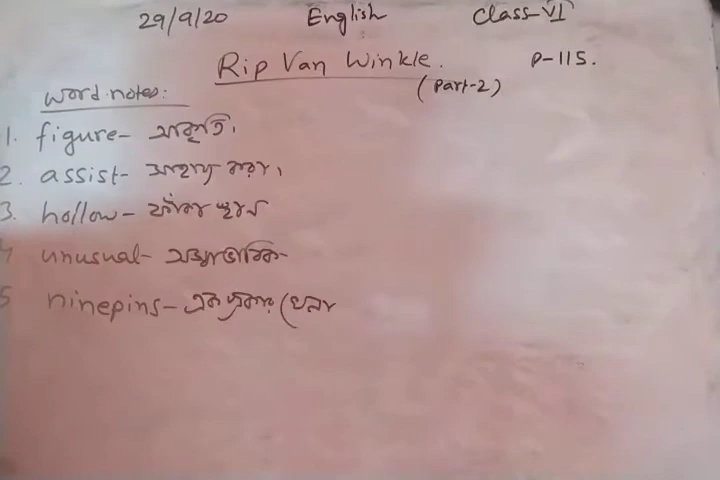 29/9/20 English Class-VI
Rip Van Winkle. P-115.
(Part-2)
Word notes:
1. figure- আকৃতি।
2. assist- সাহায্য করা।
3. hollow- ফাঁকা স্থান
4 unusual- অস্বাভাবিক-
5 ninepins- এক প্রকার খেলা